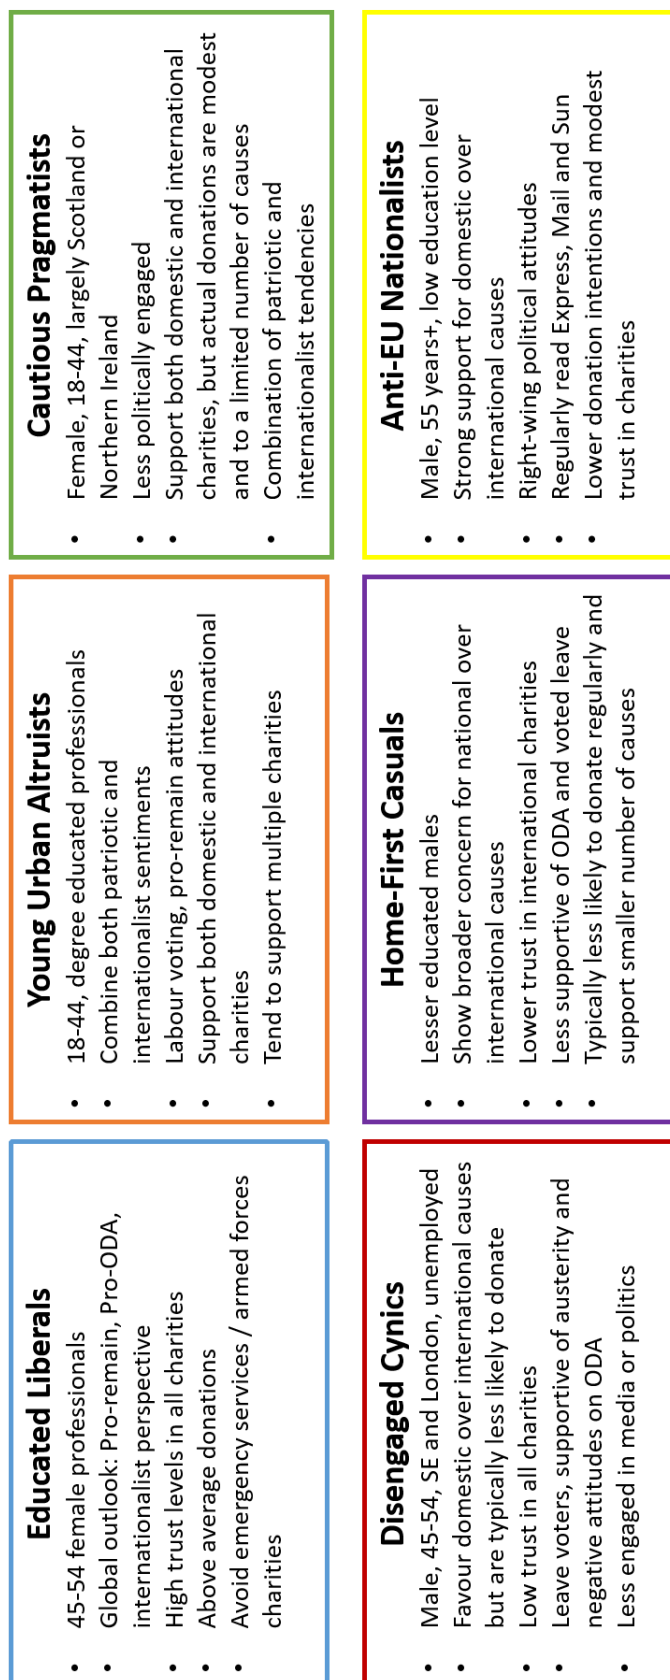 Educated Liberals
• 45-54 female professionals
• Global outlook: Pro-remain, Pro-ODA,
internationalist perspective
• High trust levels in all charities
• Above average donations
• Avoid emergency services / armed forces
charities
Young Urban Altruists
• 18-44, degree educated professionals
• Combine both patriotic and
internationalist sentiments
• Labour voting, pro-remain attitudes
• Support both domestic and international
charities
• Tend to support multiple charities
Cautious Pragmatists
• Female, 18-44, largely Scotland or
Northern Ireland
• Less politically engaged
• Support both domestic and international
charities, but actual donations are modest
and to a limited number of causes
• Combination of patriotic and
internationalist tendencies
Disengaged Cynics
• Male, 45-54, SE and London, unemployed
• Favour domestic over international causes
but are typically less likely to donate
• Low trust in all charities
• Leave voters, supportive of austerity and
negative attitudes on ODA
• Less engaged in media or politics
Home-First Casuals
• Lesser educated males
• Show broader concern for national over
international causes
• Lower trust in international charities
• Less supportive of ODA and voted leave
• Typically less likely to donate regularly and
support smaller number of causes
Anti-EU Nationalists
• Male, 55 years+, low education level
• Strong support for domestic over
international causes
• Right-wing political attitudes
• Regularly read Express, Mail and Sun
• Lower donation intentions and modest
trust in charities